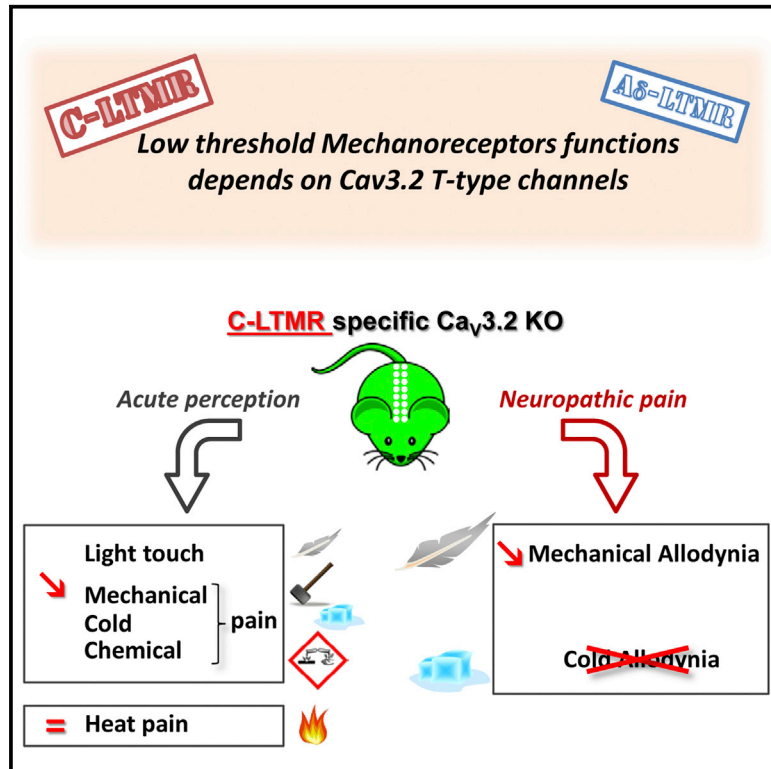 C-LTMR
Aδ-LTMR
Low threshold Mechanoreceptors functions
depends on Cav3.2 T-type channels
C-LTMR specific CaV3.2 KO
Acute perception
Neuropathic pain
Light touch
Mechanical
Cold
Chemical
pain
= Heat pain
Mechanical Allodynia
Cold Allodynia